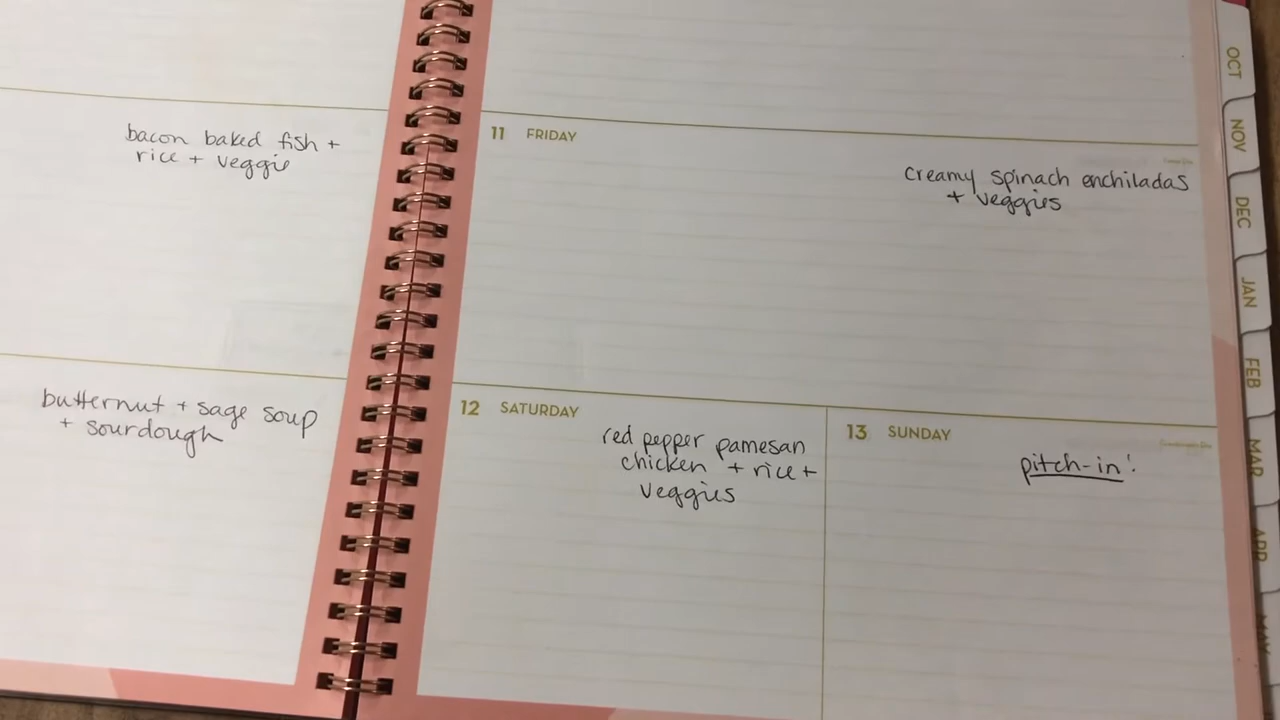 bacon baked fish +
rice + veggie
butternut + sage soup
+ sourdough
11 FRIDAY
creamy spinach enchiladas
+ veggies
12 SATURDAY
red pepper pamesan
chicken + rice +
veggies
13 SUNDAY
pitch-in!
OCT
NOV
DEC
JAN
FEB
MAR
APR
MAY